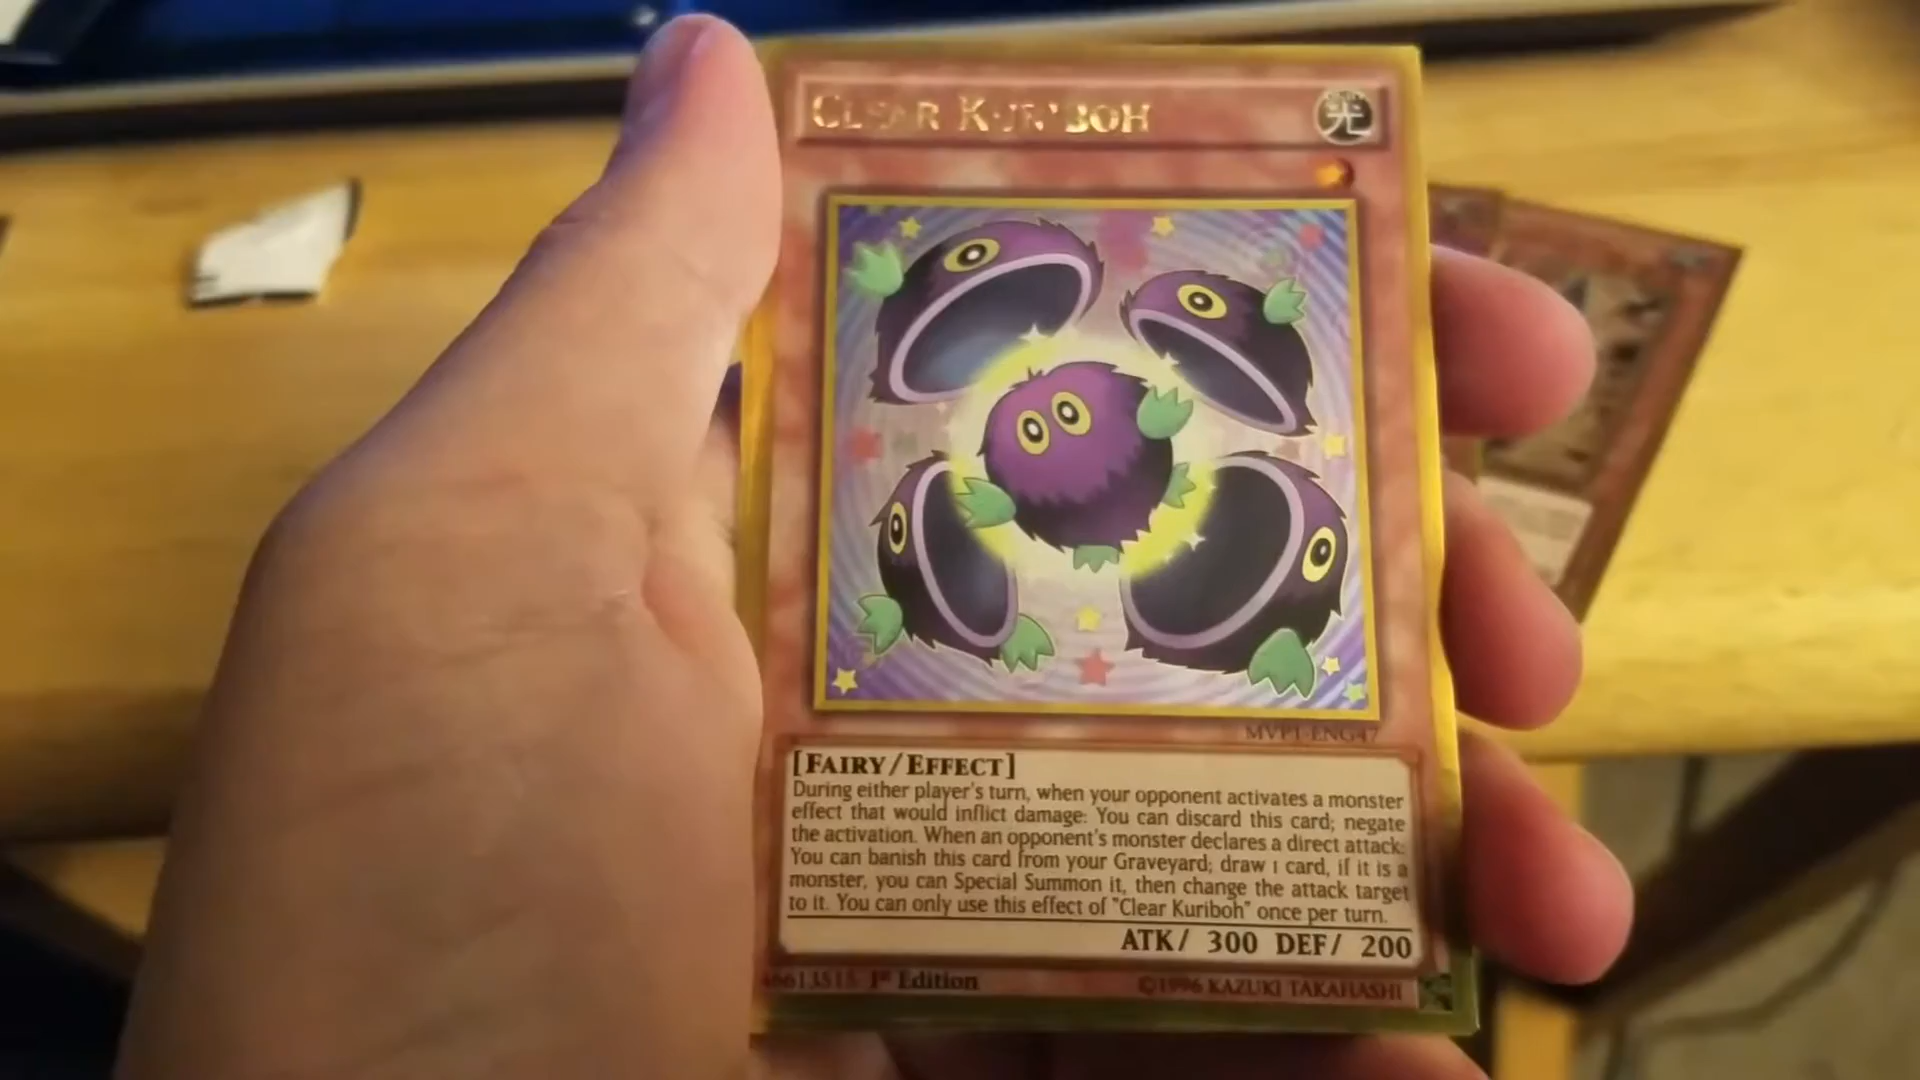 CLEAR KURIBOH
光
MVP1-ENG47
[FAIRY/EFFECT]
During either player's turn, when your opponent activates a monster
effect that would inflict damage: You can discard this card; negate
the activation. When an opponent's monster declares a direct attack:
You can banish this card from your Graveyard; draw 1 card, if it is a
monster, you can Special Summon it, then change the attack target
to it. You can only use this effect of "Clear Kuriboh" once per turn.
ATK/ 300 DEF/ 200
46613515 1st Edition
©1996 KAZUKI TAKAHASHI